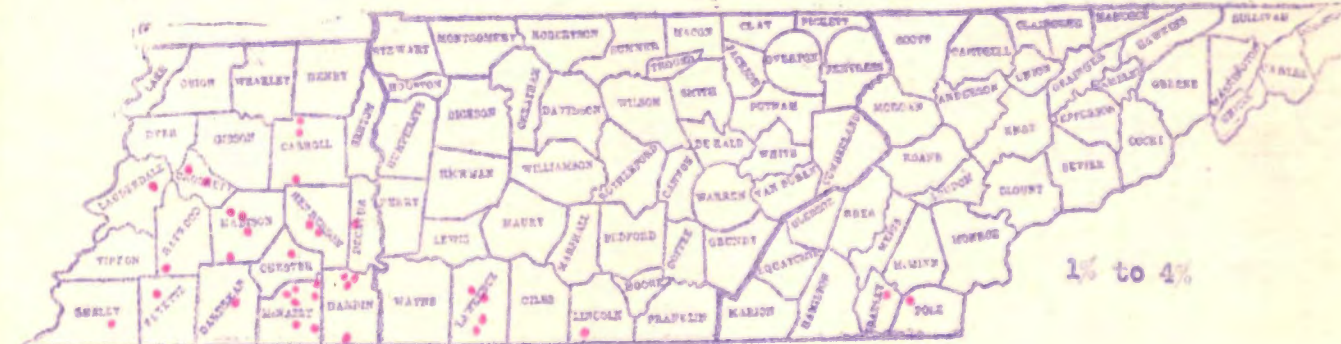 STEWART MONTGOMERY ROBERTSON SUMNER MACON CLAY PICKETT SCOTT CAMPBELL CLAIBORNE HANCOCK HAWKINS SULLIVAN
LAKE OBION WEAKLEY HENRY HOUSTON CHEATHAM TROUSDALE JACKSON OVERTON FENTRESS UNION GRAINGER GREENE WASHINGTON CARTER
DYER GIBSON CARROLL BENTON HUMPHREYS DICKSON DAVIDSON WILSON SMITH PUTNAM MORGAN ANDERSON KNOX JEFFERSON COCKE
LAUDERDALE CROCKETT HICKMAN WILLIAMSON RUTHERFORD CANNON DE KALB WHITE CUMBERLAND ROANE LOUDON BLOUNT SEVIER
TIPTON HAYWOOD MADISON HENDERSON DECATUR PERRY LEWIS MAURY MARSHALL BEDFORD COFFEE WARREN VAN BUREN GRUNDY BLEDSOE RHEA MEIGS MCMINN MONROE
SHELBY FAYETTE HARDEMAN CHESTER MCNAIRY HARDIN WAYNE LAWRENCE GILES LINCOLN MOORE FRANKLIN MARION HAMILTON BRADLEY POLK
1% to 4%